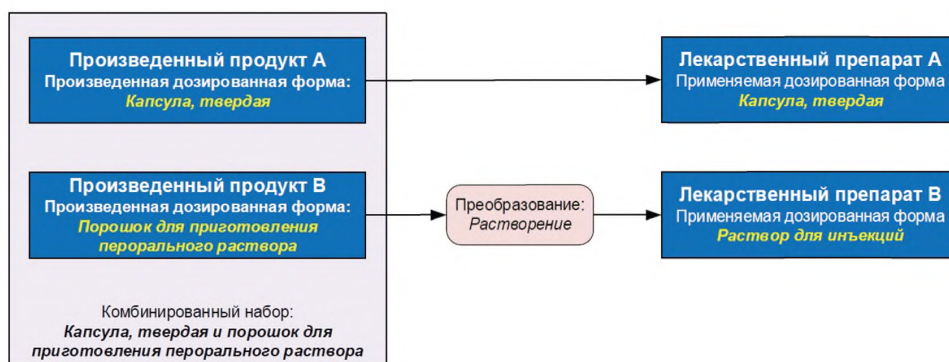 Произведенный продукт А
Произведенная дозированная форма:
Капсула, твердая
Лекарственный препарат А
Применяемая дозированная форма
Капсула, твердая
Произведенный продукт В
Произведенная дозированная форма:
Порошок для приготовления
перорального раствора
Преобразование:
Растворение
Лекарственный препарат В
Применяемая дозированная форма
Раствор для инъекций
Комбинированный набор:
Капсула, твердая и порошок для
приготовления перорального раствора